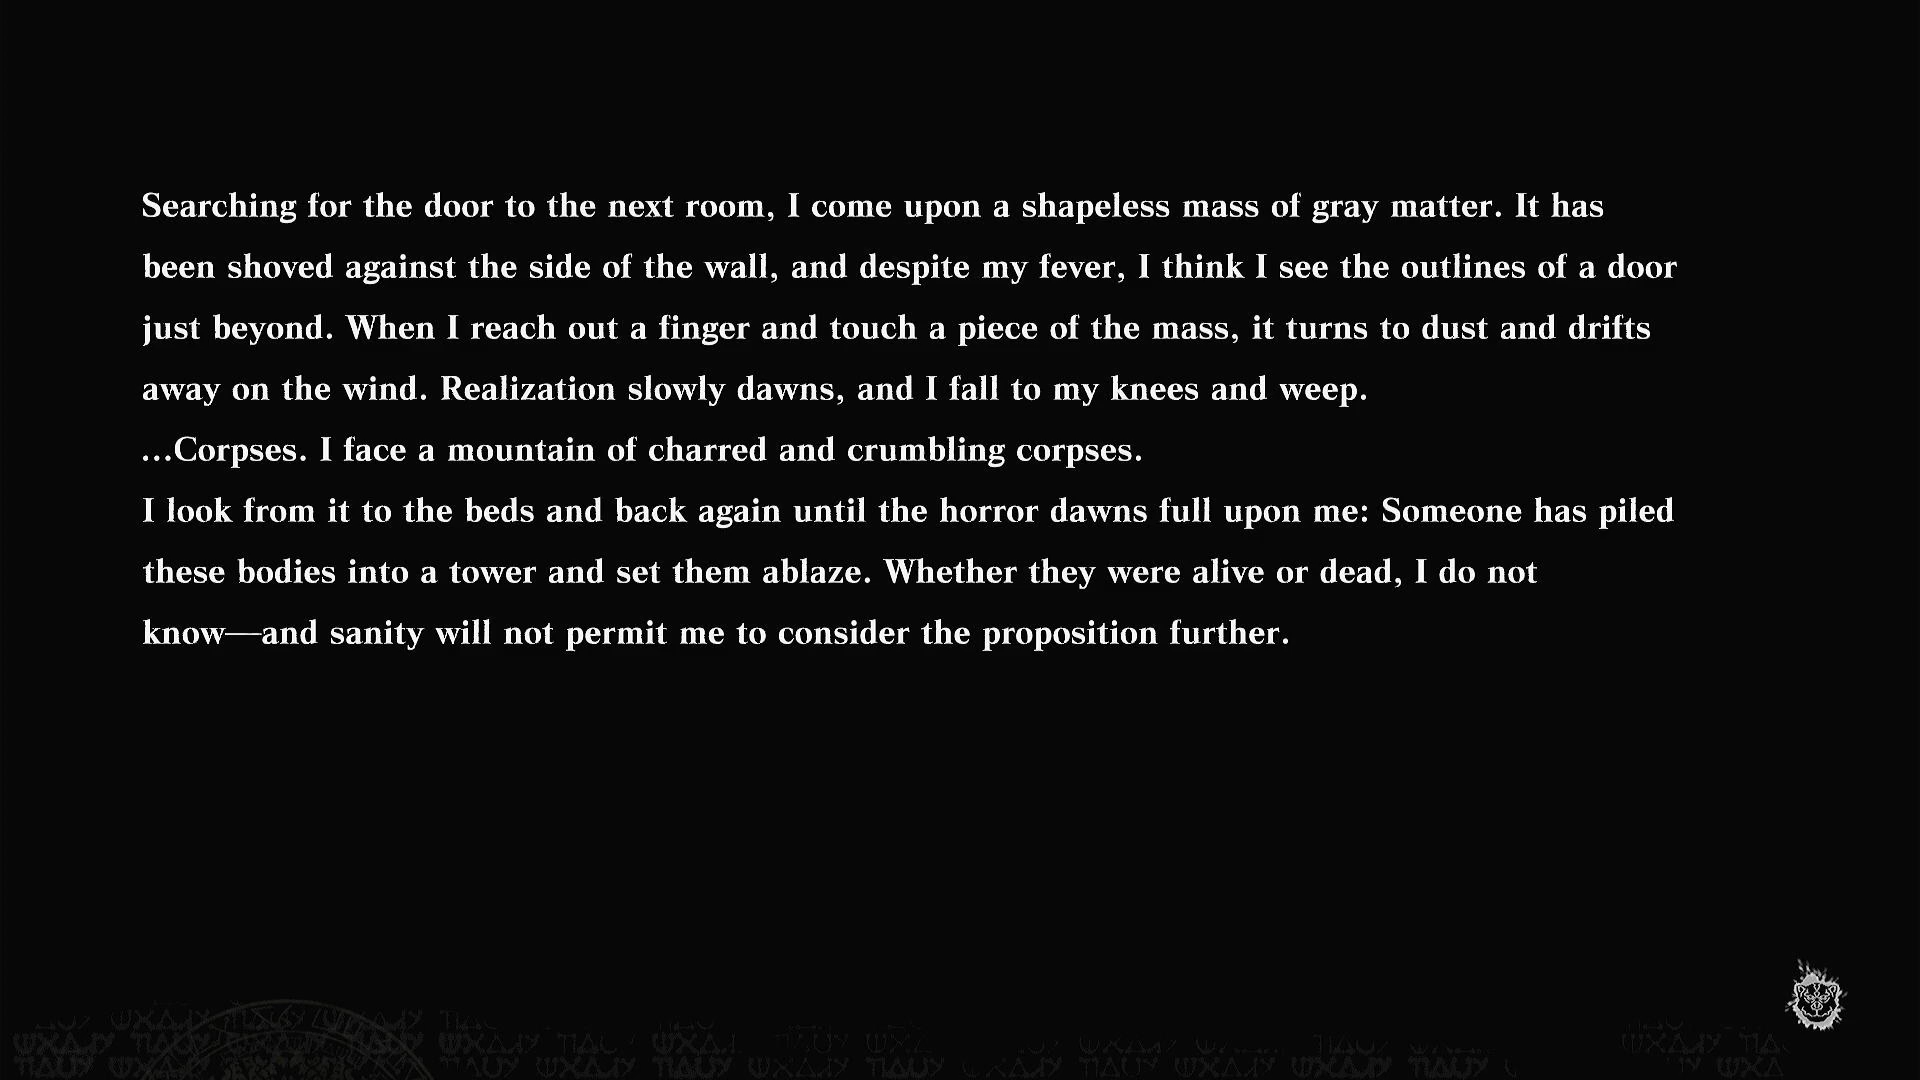 Searching for the door to the next room, I come upon a shapeless mass of gray matter. It has
been shoved against the side of the wall, and despite my fever, I think I see the outlines of a door
just beyond. When I reach out a finger and touch a piece of the mass, it turns to dust and drifts
away on the wind. Realization slowly dawns, and I fall to my knees and weep.
...Corpses. I face a mountain of charred and crumbling corpses.
I look from it to the beds and back again until the horror dawns full upon me: Someone has piled
these bodies into a tower and set them ablaze. Whether they were alive or dead, I do not
know—and sanity will not permit me to consider the proposition further.